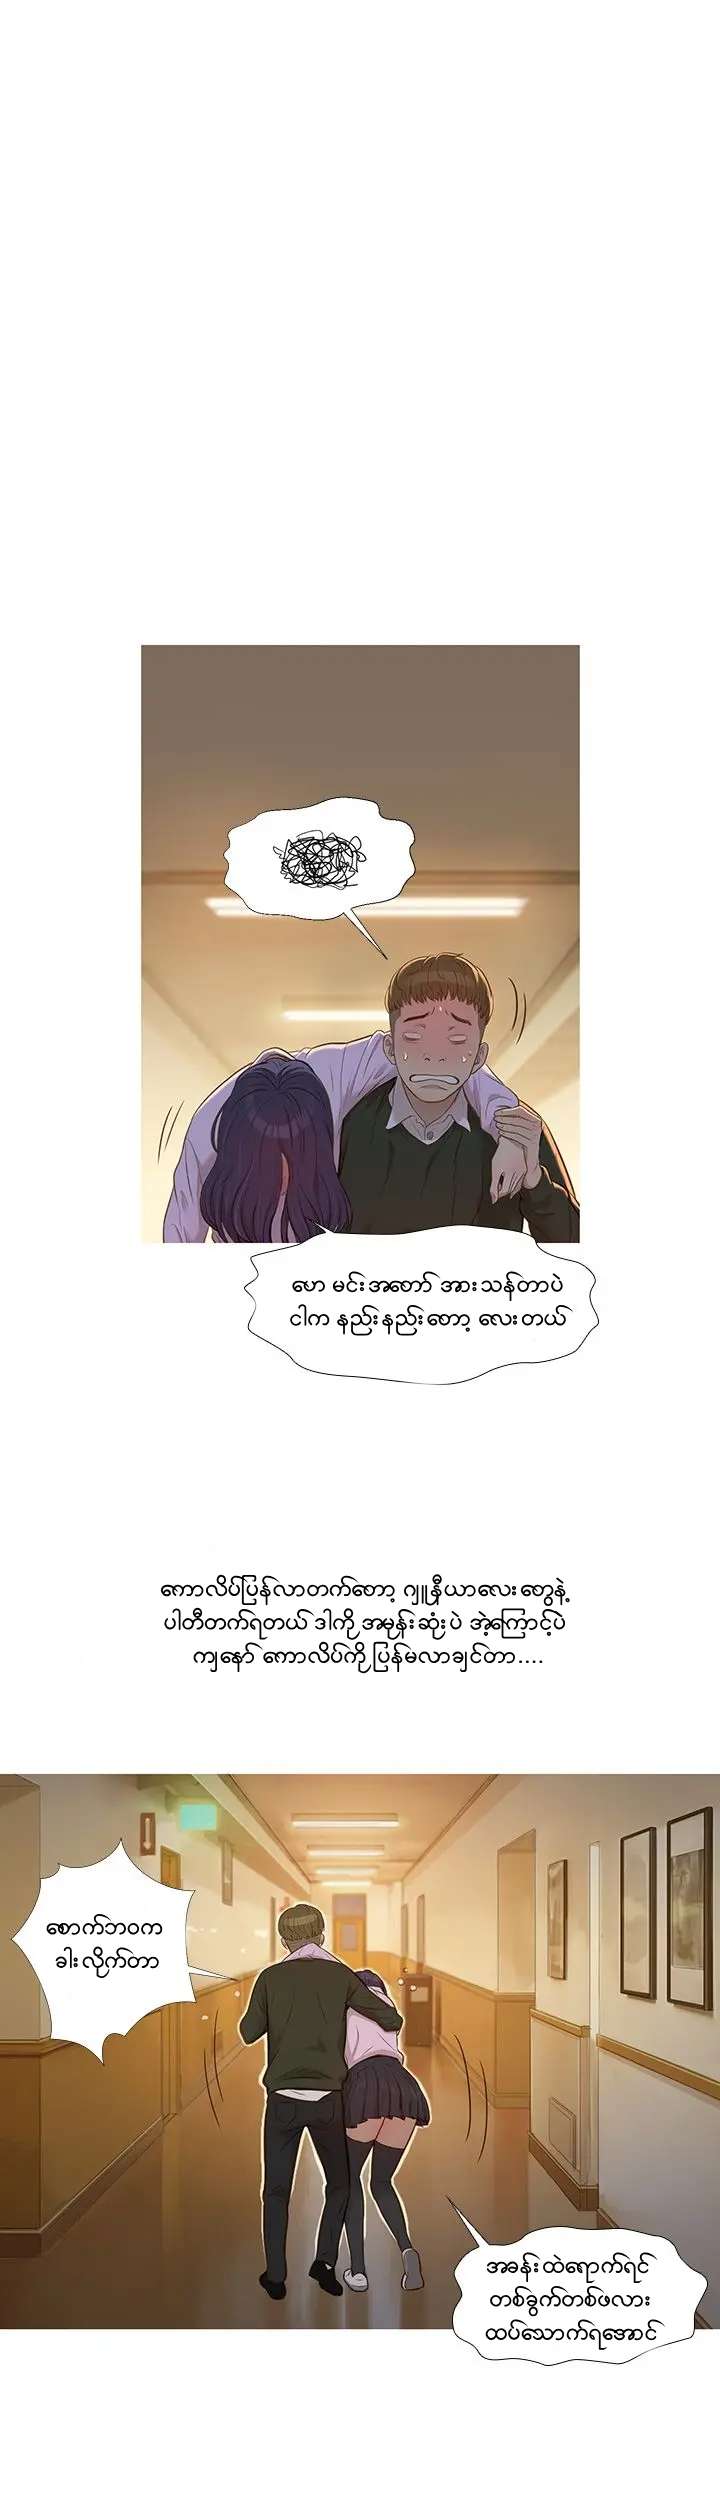 ဟေ မင်းအတော် အားသန်တာပဲ
ငါက နည်းနည်းတော့ လေးတယ်
ကောလိပ်ပြန်လာတက်တော့ ဂျူနီယာလေးတွေနဲ့
ပါတီတက်ရတယ် ဒါကို အမုန်းဆုံးပဲ အဲ့ကြောင့်ပဲ
ကျနော် ကောလိပ်ကိုပြန်မလာချင်တာ....
စောက်ဘဝက
ခါးလိုက်တာ
အခန်းထဲရောက်ရင်
တစ်ခွက်တစ်ဖလား
ထပ်သောက်ရအောင်